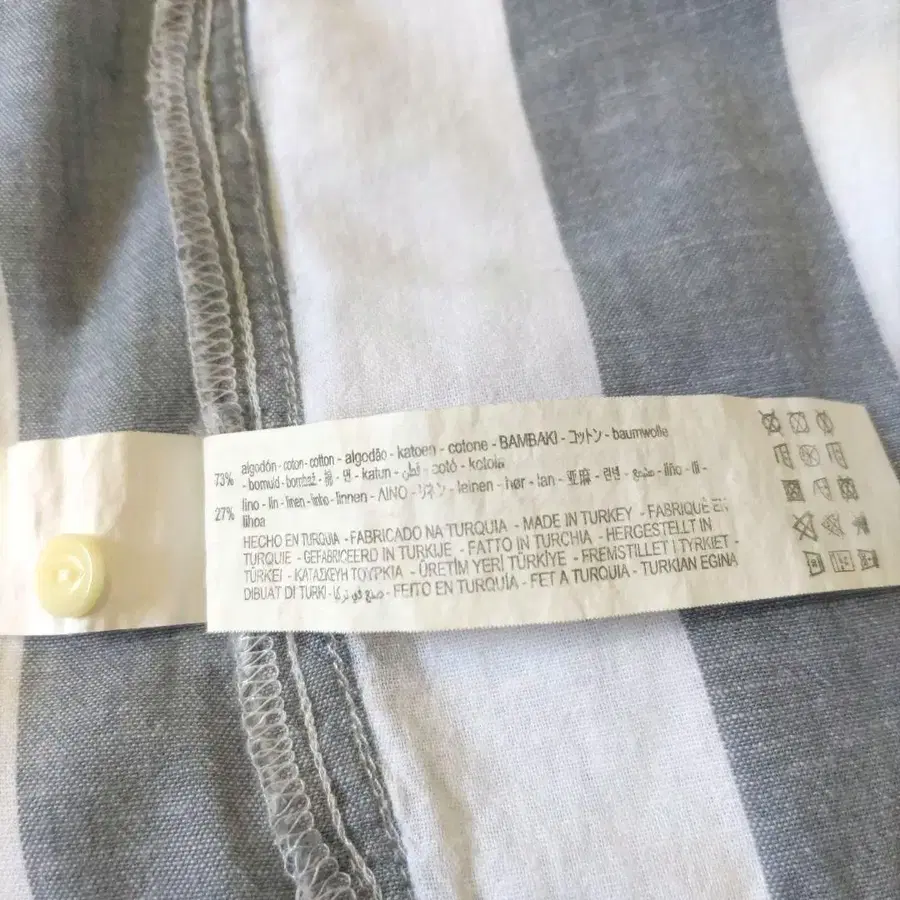 73% algodón - coton - cotton - algodão - katoen - cotone - BAMBAKI - コットン - baumwolle
- bomuld - bombaž - 棉 - 면 - katun - قطن - cotó - kotoia
27% lino - lin - linen - linho - linnen - ΛΙΝΟ - リネン - leinen - hør - lan - 亚麻 - 린넨 - liño - lli -
lihoa
HECHO EN TURQUIA - FABRICADO NA TURQUIA - MADE IN TURKEY - FABRIQUÉ EN
TURQUIE - GEFABRICEERD IN TURKIJE - FATTO IN TURCHIA - HERGESTELLT IN
TÜRKEI - ΚΑΤΑΣΚΕΥΗ ΤΟΥΡΚΙΑ - ÜRETİM YERİ TÜRKİYE - FREMSTILLET I TYRKIET -
DIBUAT DI TURKI - صنع في تركيا - FEITO EN TURQUÍA - FET A TURQUIA - TURKIAN EGINA